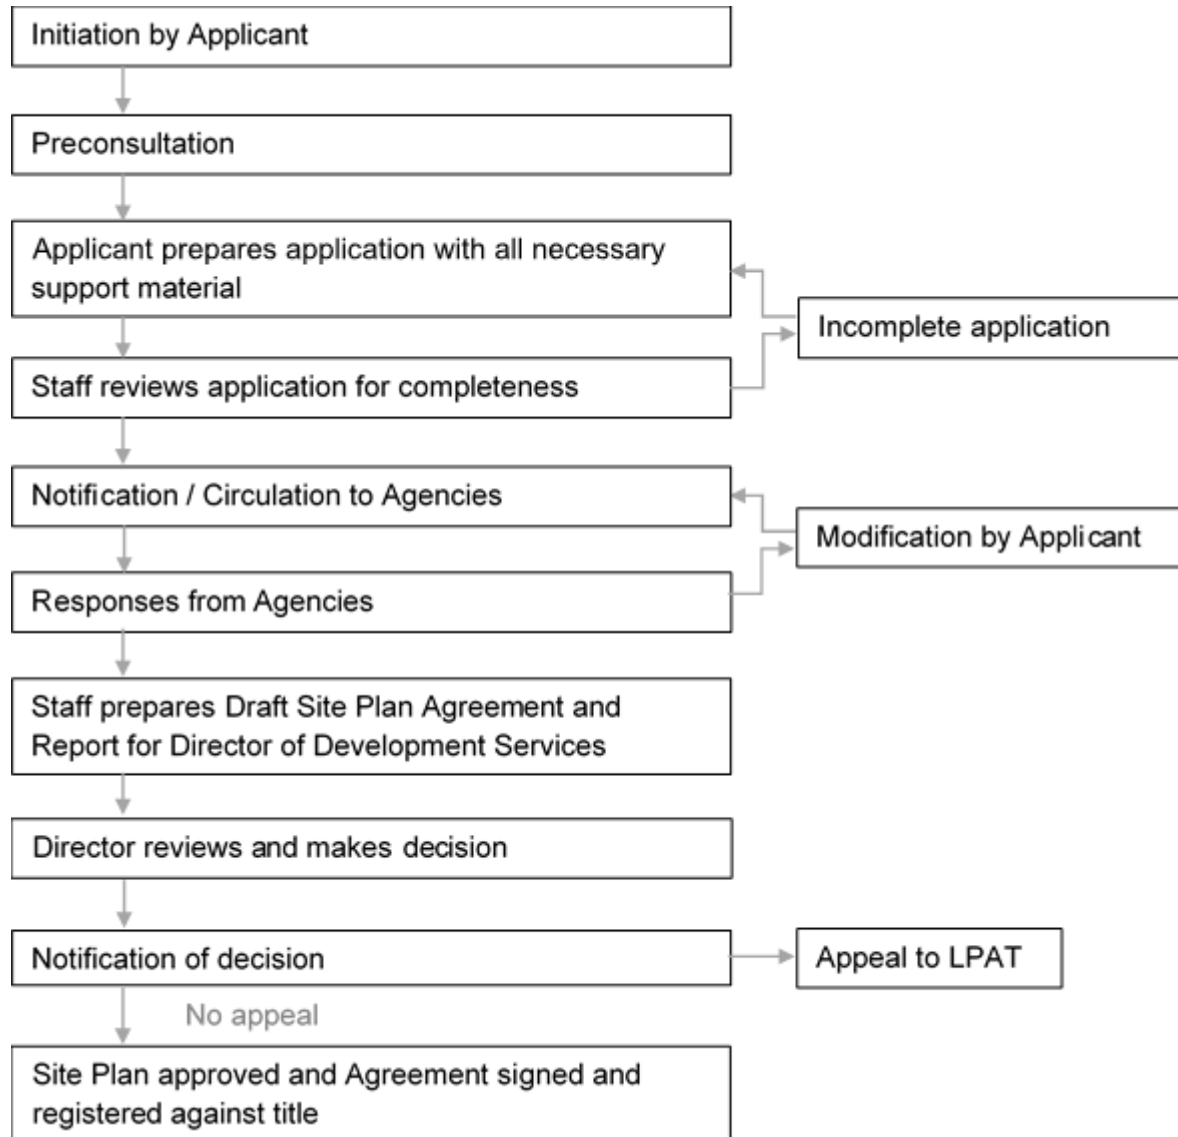 Initiation by Applicant
Preconsultation
Applicant prepares application with all necessary
support material
Incomplete application
Staff reviews application for completeness
Notification / Circulation to Agencies
Modification by Applicant
Responses from Agencies
Staff prepares Draft Site Plan Agreement and
Report for Director of Development Services
Director reviews and makes decision
Notification of decision
Appeal to LPAT
No appeal
Site Plan approved and Agreement signed and
registered against title